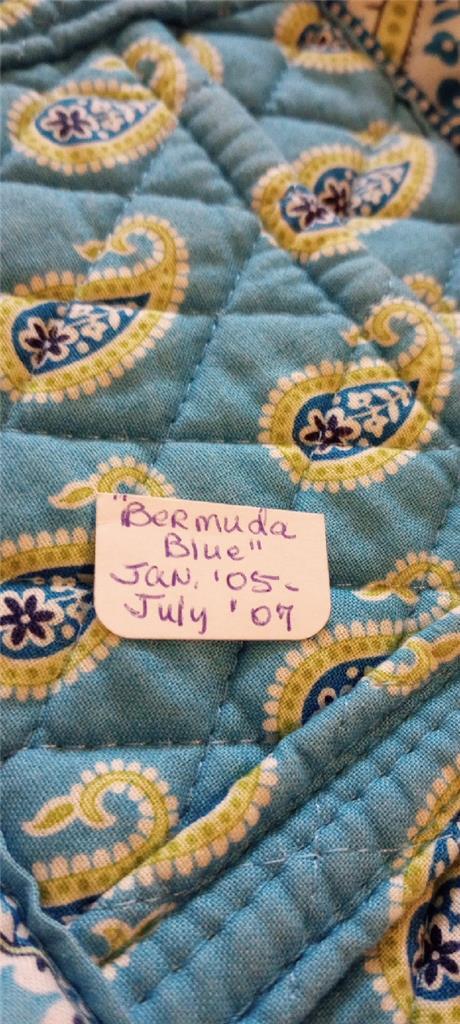 "Bermuda
Blue"
Jan. '05-
July '07